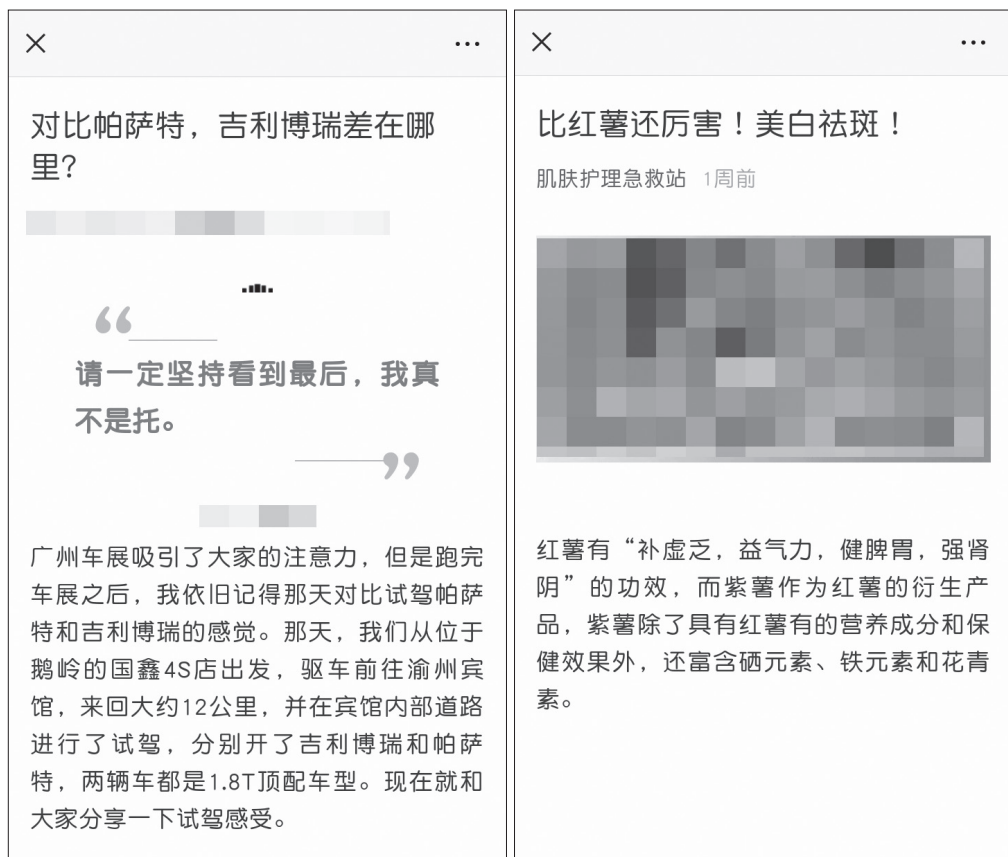 对比帕萨特，吉利博瑞差在哪
里？
“
请一定坚持看到最后，我真
不是托。
”
广州车展吸引了大家的注意力，但是跑完
车展之后，我依旧记得那天对比试驾帕萨
特和吉利博瑞的感觉。那天，我们从位于
鹅岭的国鑫4S店出发，驱车前往渝州宾
馆，来回大约12公里，并在宾馆内部道路
进行了试驾，分别开了吉利博瑞和帕萨
特，两辆车都是1.8T顶配车型。现在就和
大家分享一下试驾感受。
比红薯还厉害！美白祛斑！
肌肤护理急救站 1周前
红薯有“补虚乏，益气力，健脾胃，强肾
阴”的功效，而紫薯作为红薯的衍生产
品，紫薯除了具有红薯有的营养成分和保
健效果外，还富含硒元素、铁元素和花青
素。